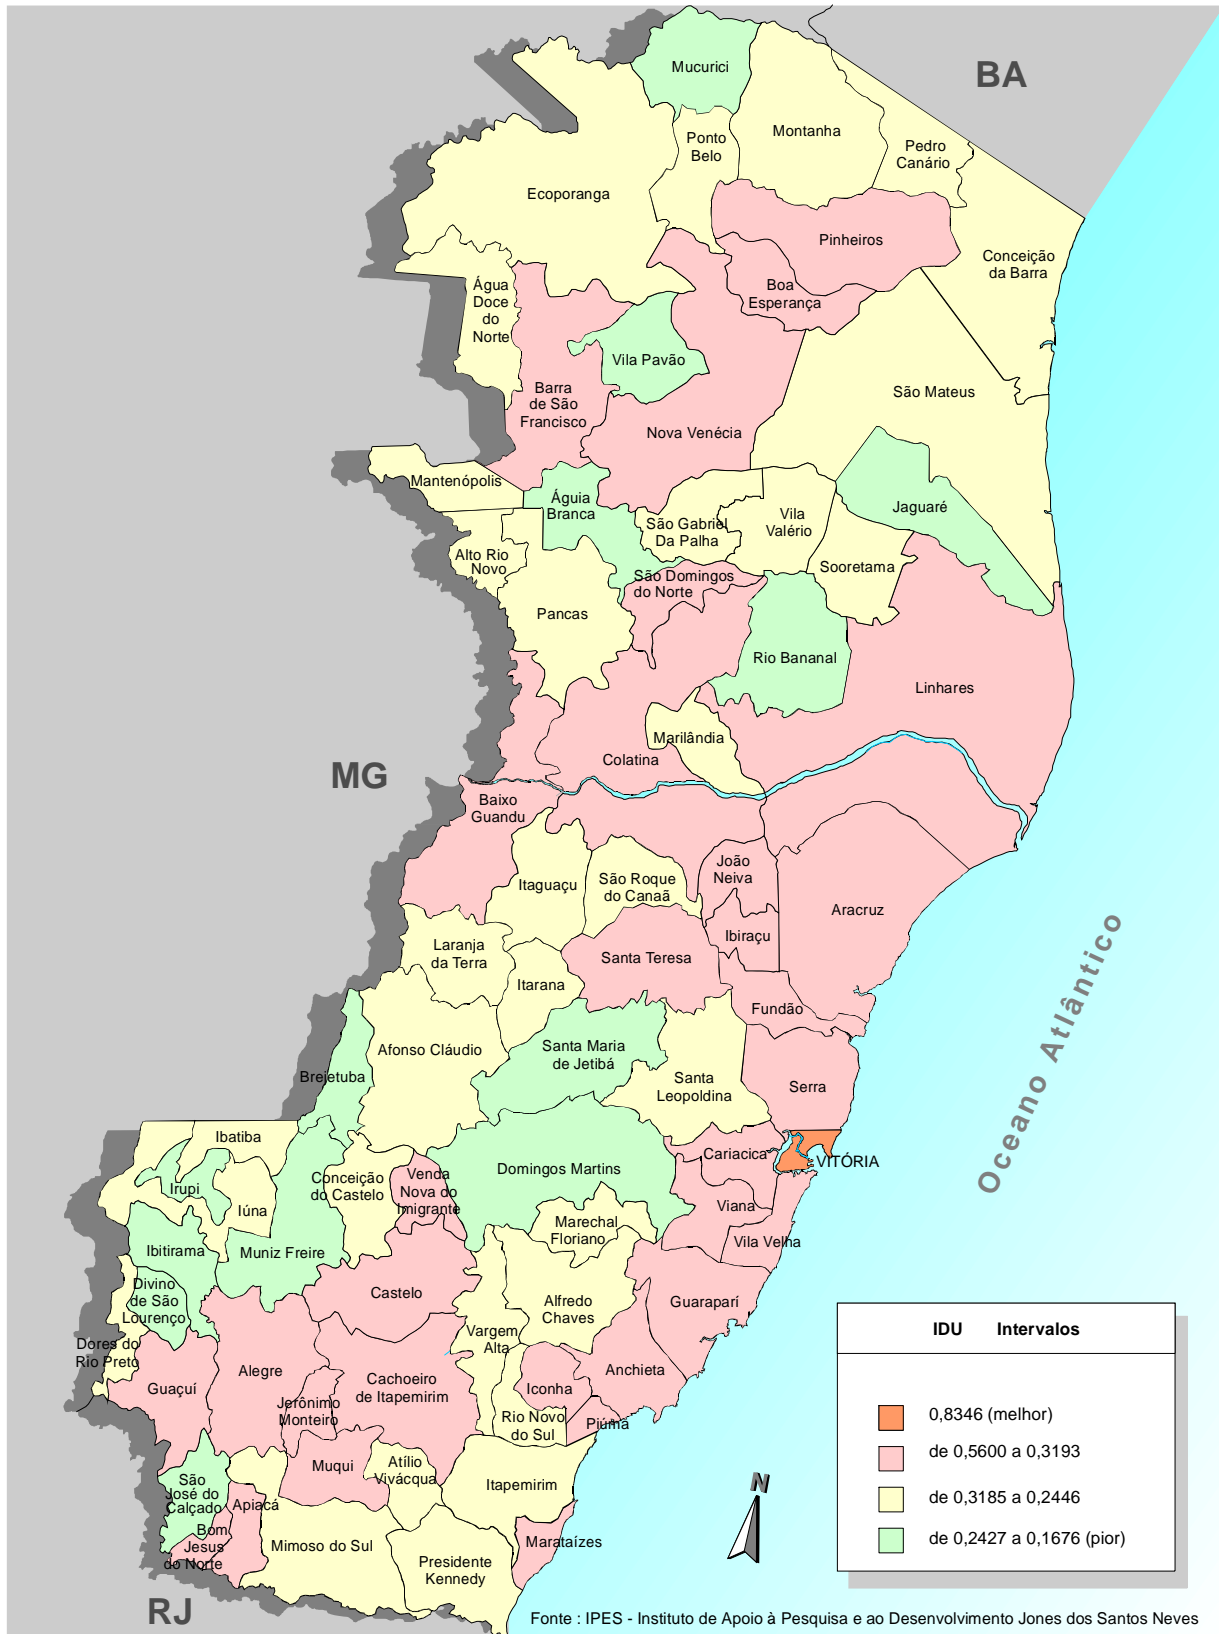 Mucurici
BA
Montanha
Ponto
Belo
Pedro
Canário
Ecoporanga
Pinheiros
Conceição
da Barra
Água
Doce
do
Norte
Boa
Esperança
Vila Pavão
Barra
de São
Francisco
São Mateus
Nova Venécia
Mantenópolis
Águia
Branca
Jaguaré
São Gabriel
Da Palha
Vila
Valério
Alto Rio
Novo
Sooretama
São Domingos
do Norte
Pancas
Rio Bananal
Linhares
Marilândia
Colatina
MG
Baixo
Guandu
João
Neiva
Itaguaçu
São Roque
do Canaã
Aracruz
Ibiraçu
Laranja
da Terra
Santa Teresa
Itarana
Fundão
Oceano Atlântico
Afonso Cláudio
Santa Maria
de Jetibá
Brejetuba
Santa
Leopoldina
Serra
Ibatiba
Cariacica
VITÓRIA
Conceição
do Castelo
Venda
Nova do
Imigrante
Domingos Martins
Irupi
Iúna
Viana
Marechal
Floriano
Vila Velha
Ibitirama
Muniz Freire
Divino
de São
Lourenço
Castelo
Alfredo
Chaves
Guaraparí
Vargem
Alta
Dores do
Rio Preto
Guaçuí
Alegre
Cachoeiro
de Itapemirim
Anchieta
Iconha
Jerônimo
Monteiro
Rio Novo
do Sul
Piúma
Muqui
Atílio
Vivácqua
Itapemirim
São
José do
Calçado
Apiacá
Bom
Jesus
do Norte
Mimoso do Sul
Marataízes
Presidente
Kennedy
RJ
N
IDU Intervalos
0,8346 (melhor)
de 0,5600 a 0,3193
de 0,3185 a 0,2446
de 0,2427 a 0,1676 (pior)
Fonte : IPES - Instituto de Apoio à Pesquisa e ao Desenvolvimento Jones dos Santos Neves